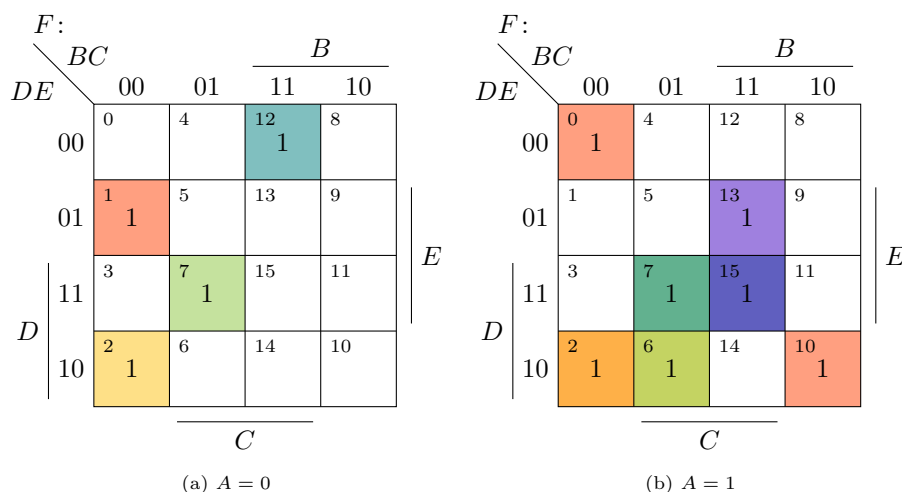 F: F:
BC B BC B
DE 00 01 11 10 DE 00 01 11 10
0 4 12 8 0 4 12 8
00 1 00 1
1 5 13 9 1 5 13 9
01 1 01 1
E E
3 7 15 11 3 7 15 11
11 1 11 1 1
D D
2 6 14 10 2 6 14 10
10 1 10 1 1 1
C C
(a) A = 0 (b) A = 1